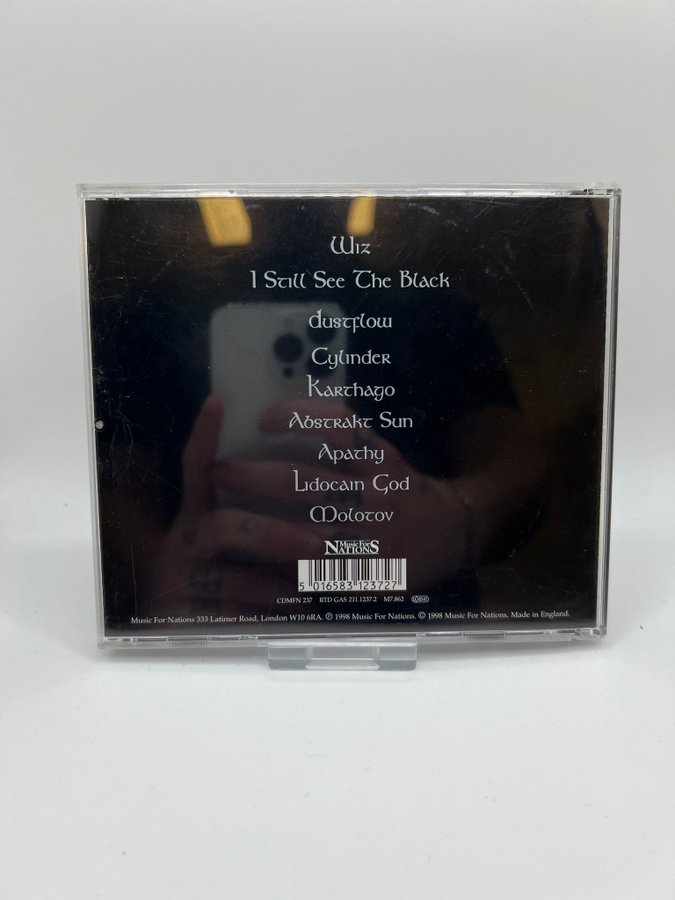 Wiz
I Still See The Black
dustflow
Cylinder
Karthago
Abstrakt Sun
Apathy
Lidocain God
Molotov
Music For
Nations
5 016583 123727
CDMFN 237 RTD GAS 211.1237.2 M7.862
Music For Nations 333 Latimer Road, London W10 6RA. ℗ 1998 Music For Nations. © 1998 Music For Nations. Made in England.